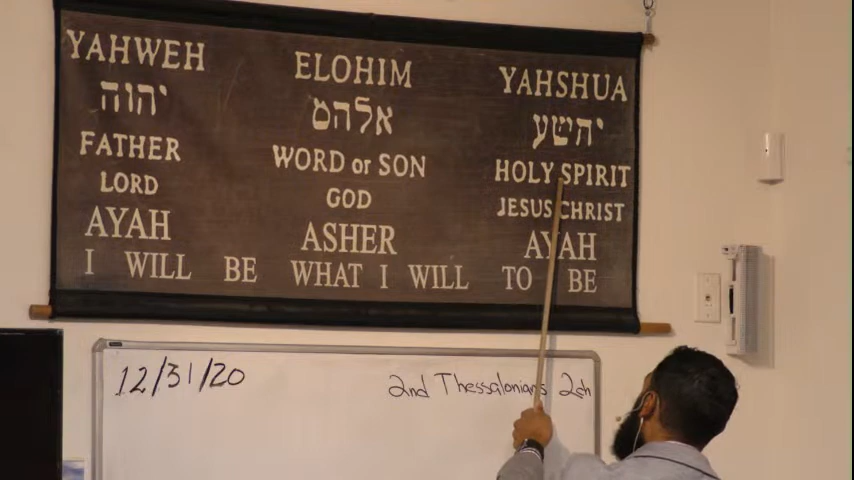 YAHWEH
יהוה
FATHER
LORD
AYAH
ELOHIM
אלהמ
WORD or SON
GOD
ASHER
YAHSHUA
יהשע
HOLY SPIRIT
JESUS CHRIST
AYAH
I WILL BE WHAT I WILL TO BE
12/31/20
2nd Thessalonians 2ch